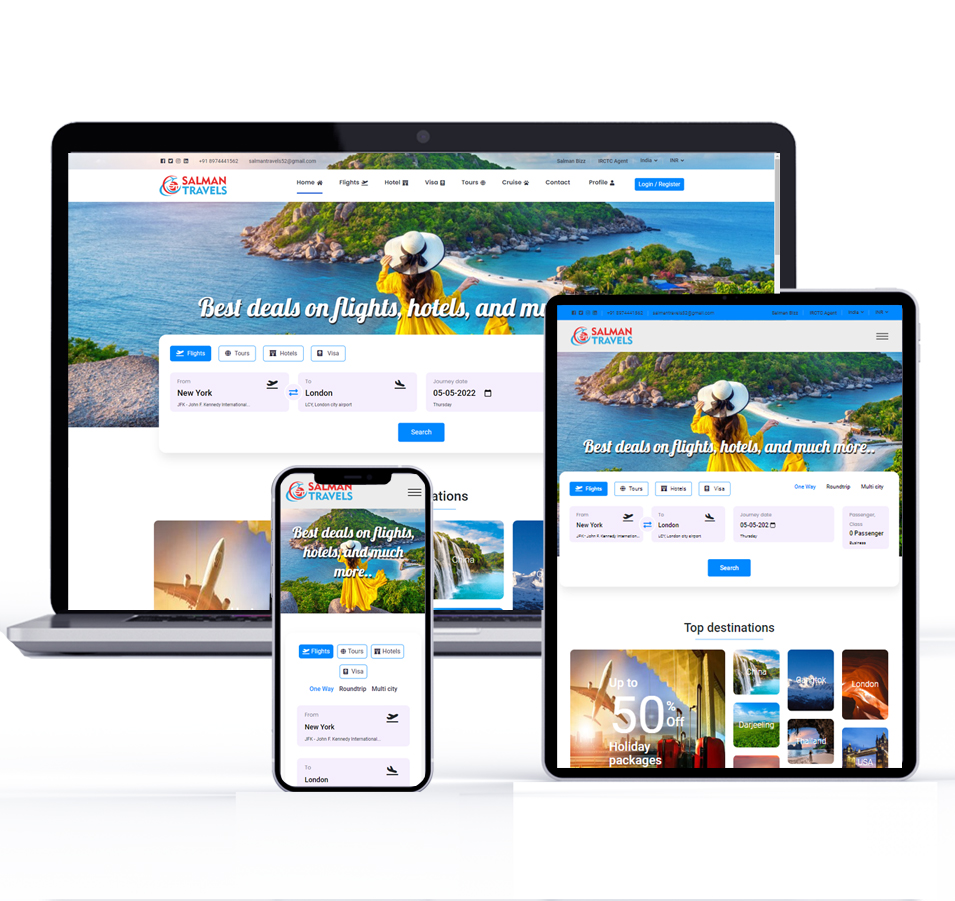 +91 8974441562 salmantravels32@gmail.com Salman Bizz IRCTC Agent India INR
SALMAN
TRAVELS
Home Flights Hotel Visa Tours Cruise Contact Profile Login / Register
Best deals on flights, hotels, and mu
Flights Tours Hotels Visa
From To Journey date
New York London 05-05-2022
JFK - John F. Kennedy International... LCY, London city airport Thursday
Search
ations
China
SALMAN
TRAVELS
Best deals on flights,
hotels, and much
more..
Flights Tours Hotels
Visa
One Way Roundtrip Multi city
From
New York
JFK - John F. Kennedy International...
To
London
+91 8974441562 salmantravels32@gmail.com Salman Bizz IRCTC Agent India INR
SALMAN
TRAVELS
Best deals on flights, hotels, and much more..
Flights Tours Hotels Visa One Way Roundtrip Multi city
From To Journey date Passenger,
Class
New York London 05-05-202 0 Passenger
JFK - John F. Kennedy Internation... LCY, London city airport Thursday Business
Search
Top destinations
Up to
50% Off
Holiday
packages
China
Darjeeling
Bangkok
Thailand
London
USA